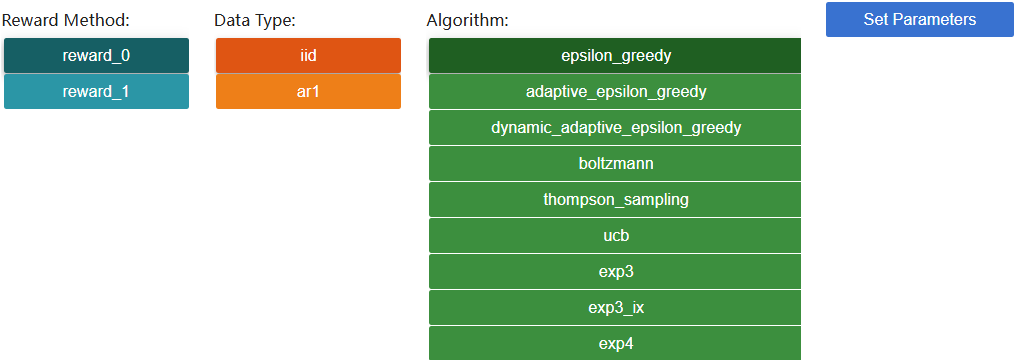 Reward Method:
reward_0
reward_1
Data Type:
iid
ar1
Algorithm:
epsilon_greedy
adaptive_epsilon_greedy
dynamic_adaptive_epsilon_greedy
boltzmann
thompson_sampling
ucb
exp3
exp3_ix
exp4
Set Parameters